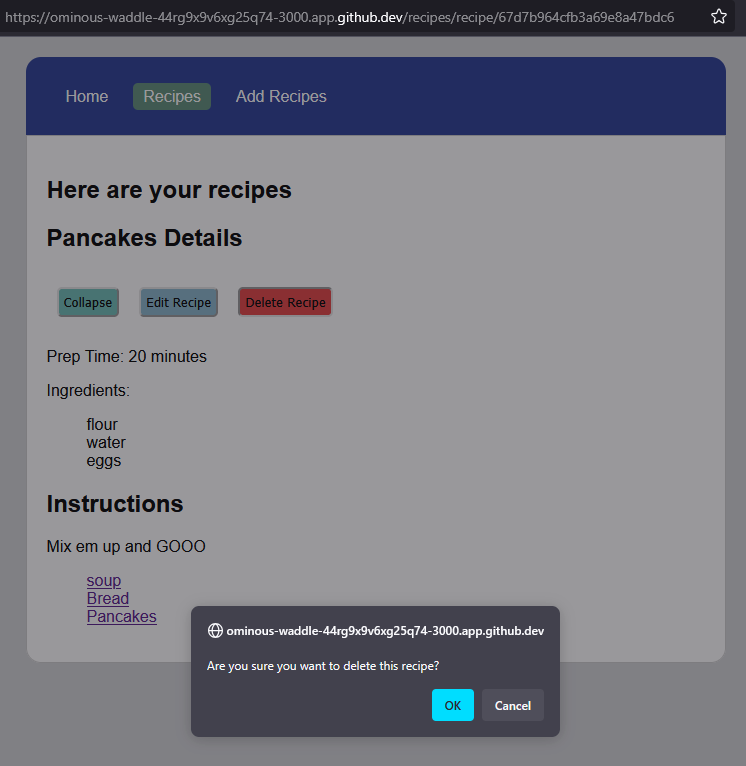 https://ominous-waddle-44rg9x9v6xg25q74-3000.app.github.dev/recipes/recipe/67d7b964cfb3a69e8a47bdc6
Home Recipes Add Recipes
Here are your recipes
Pancakes Details
Collapse Edit Recipe Delete Recipe
Prep Time: 20 minutes
Ingredients:
flour
water
eggs
Instructions
Mix em up and GOOO
soup
Bread
Pancakes
ominous-waddle-44rg9x9v6xg25q74-3000.app.github.dev
Are you sure you want to delete this recipe?
OK Cancel